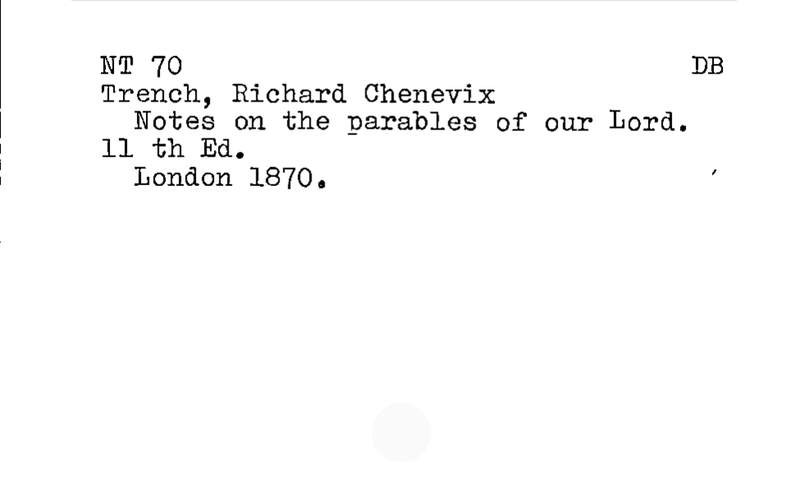 NT 70 DB
Trench, Richard Chenevix
Notes on the parables of our Lord.
11 th Ed.
London 1870.